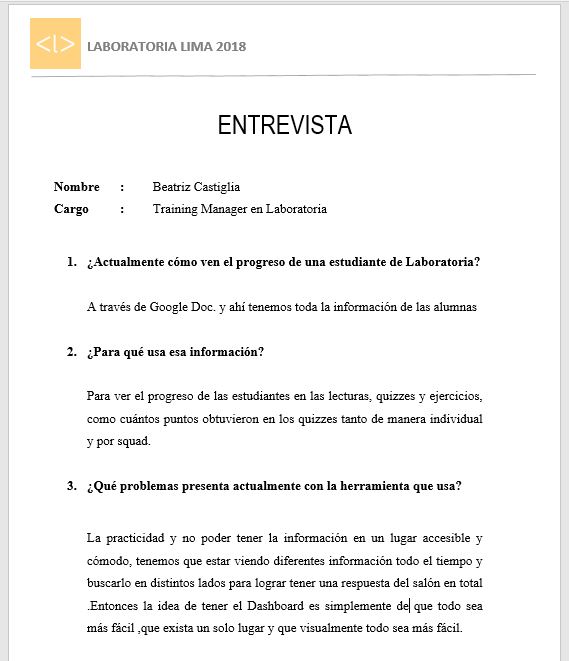 <l> LABORATORIA LIMA 2018
ENTREVISTA
Nombre : Beatriz Castiglia
Cargo : Training Manager en Laboratoria
1. ¿Actualmente cómo ven el progreso de una estudiante de Laboratoria?
A través de Google Doc. y ahí tenemos toda la información de las alumnas
2. ¿Para qué usa esa información?
Para ver el progreso de las estudiantes en las lecturas, quizzes y ejercicios,
como cuántos puntos obtuvieron en los quizzes tanto de manera individual
y por squad.
3. ¿Qué problemas presenta actualmente con la herramienta que usa?
La practicidad y no poder tener la información en un lugar accesible y
cómodo, tenemos que estar viendo diferentes información todo el tiempo y
buscarlo en distintos lados para lograr tener una respuesta del salón en total
.Entonces la idea de tener el Dashboard es simplemente de que todo sea
más fácil ,que exista un solo lugar y que visualmente todo sea más fácil.